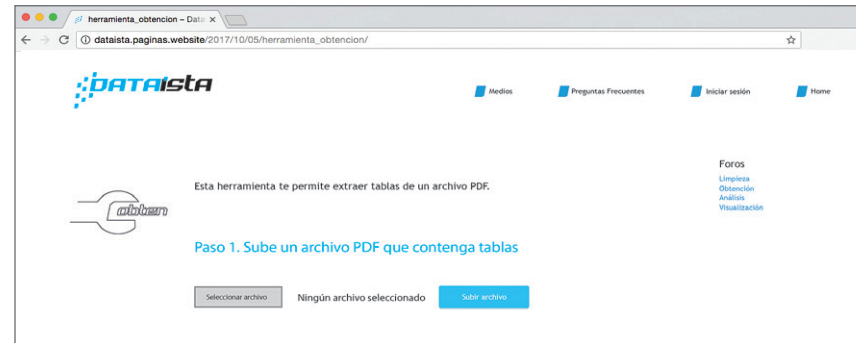 herramienta_obtencion – Data
dataista.paginas.website/2017/10/05/herramienta_obtencion/
DATAISTA
Medios
Preguntas Frecuentes
Iniciar sesión
Home
obten
Esta herramienta te permite extraer tablas de un archivo PDF.
Foros
Limpieza
Obtención
Análisis
Visualización
Paso 1. Sube un archivo PDF que contenga tablas
Seleccionar archivo
Ningún archivo seleccionado
Subir archivo